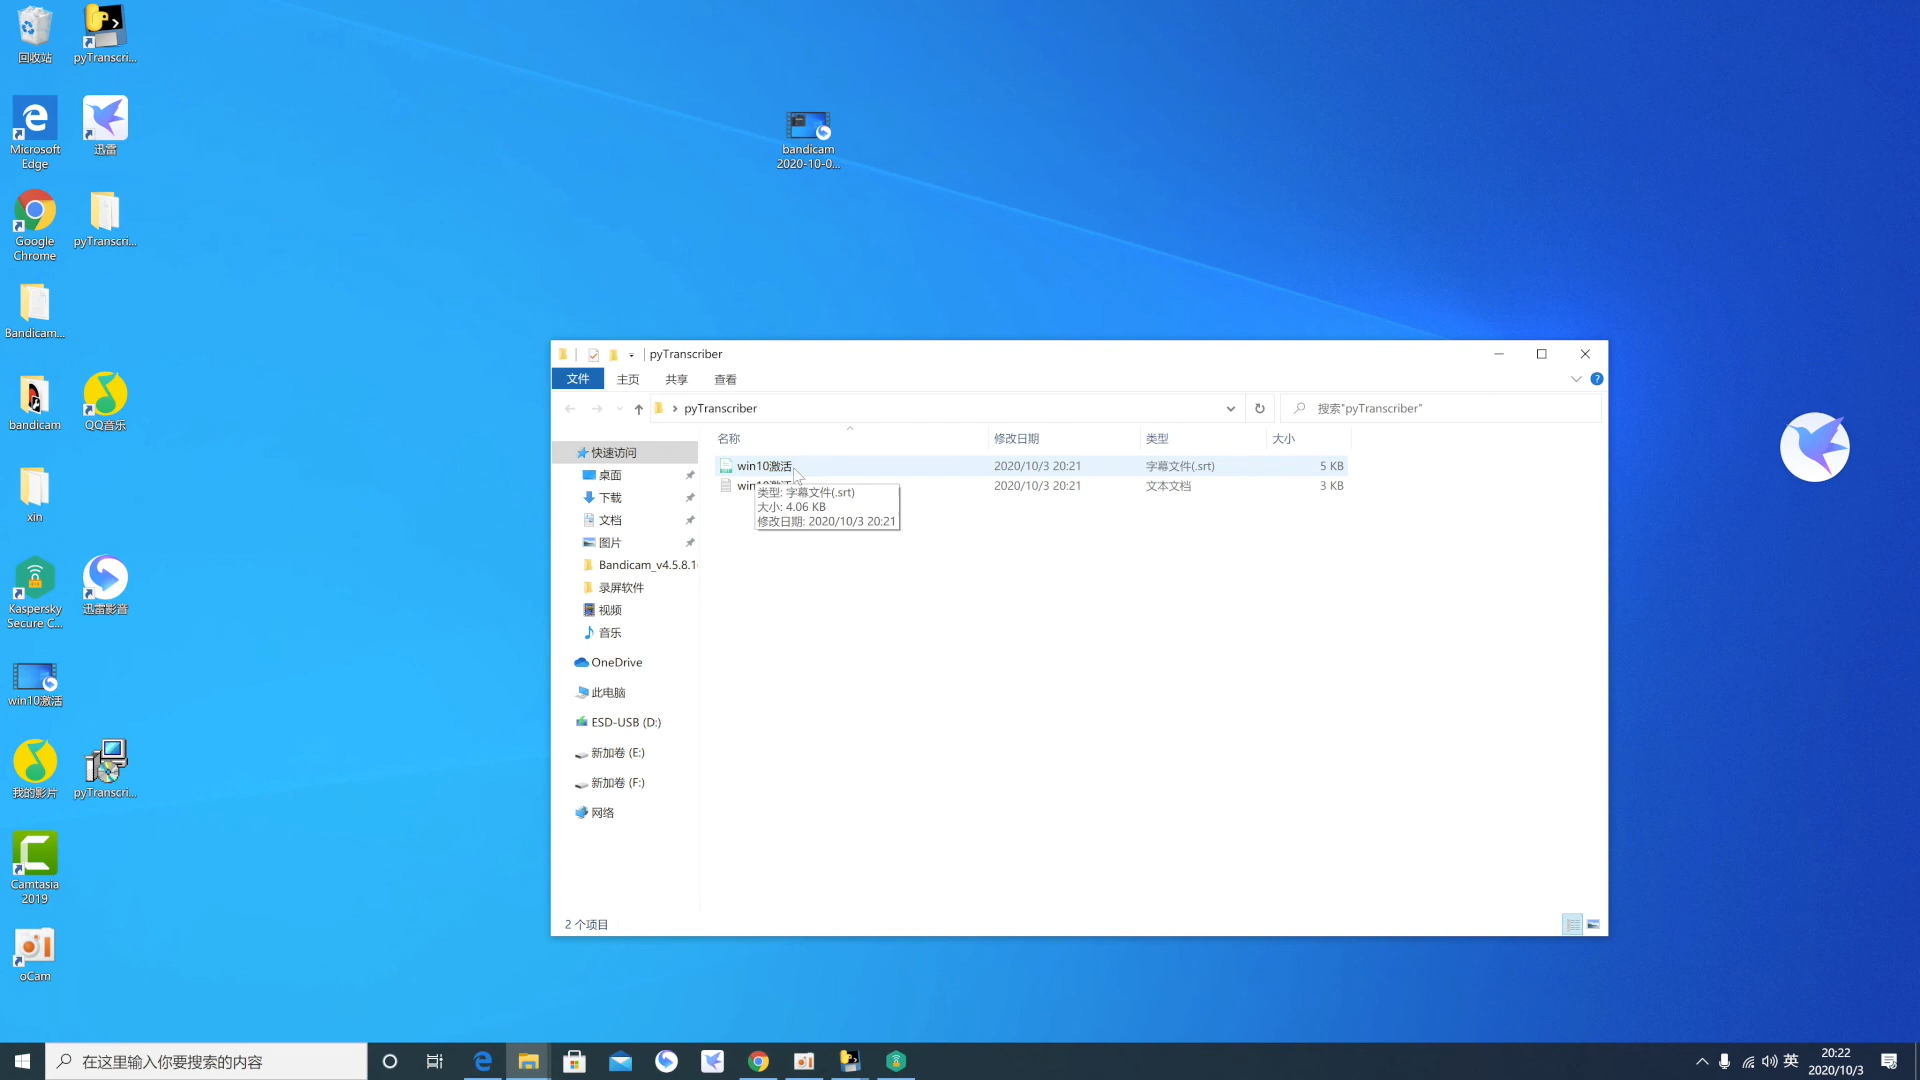 回收站
pyTranscri...
Microsoft
Edge
迅雷
Google
Chrome
pyTranscri...
Bandicam...
bandicam
QQ音乐
xin
Kaspersky
Secure C...
迅雷影音
win10激活
我的影片
pyTranscri...
Camtasia
2019
oCam
bandicam
2020-10-0...
pyTranscriber
文件 主页 共享 查看
pyTranscriber
搜索"pyTranscriber"
名称 修改日期 类型 大小
win10激活 2020/10/3 20:21 字幕文件(.srt) 5 KB
2020/10/3 20:21 文本文档 3 KB
类型: 字幕文件(.srt)
大小: 4.06 KB
修改日期: 2020/10/3 20:21
快速访问
桌面
下载
文档
图片
Bandicam_v4.5.8.1
录屏软件
视频
音乐
OneDrive
此电脑
ESD-USB (D:)
新加卷 (E:)
新加卷 (F:)
网络
2 个项目
在这里输入你要搜索的内容
英
20:22
2020/10/3